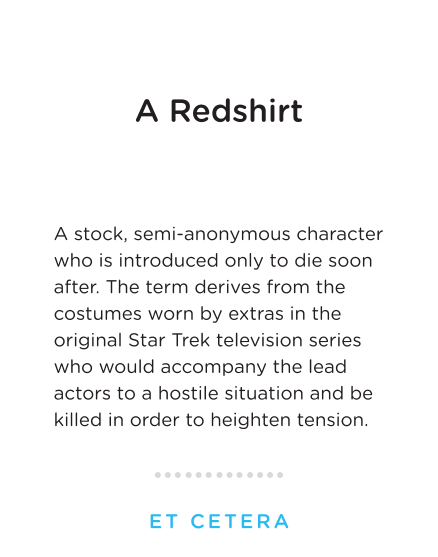 A Redshirt
A stock, semi-anonymous character
who is introduced only to die soon
after. The term derives from the
costumes worn by extras in the
original Star Trek television series
who would accompany the lead
actors to a hostile situation and be
killed in order to heighten tension.
ET CETERA